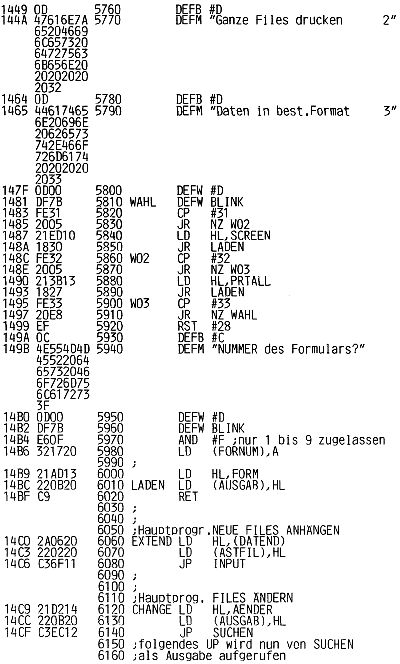 1449 0D       5760        DEFB #D
144A 47616E7A 5770        DEFM "Ganze Files drucken      2"
     65204669
     6C657320
     64727563
     6B656E20
     20202020
     2032
1464 0D       5780        DEFB #D
1465 44617465 5790        DEFM "Daten in best.Format     3"
     6E20696E
     20626573
     742E466F
     726D6174
     20202020
     2033
147F 0D00     5800        DEFW #D
1481 DF7B     5810 WAHL   DEFW BLINK
1483 FE31     5820        CP   #31
1485 2005     5830        JR   NZ WO2
1487 21ED10   5840        LD   HL,SCREEN
148A 1830     5850        JR   LADEN
148C FE32     5860 WO2    CP   #32
148E 2005     5870        JR   NZ WO3
1490 213B13   5880        LD   HL,PRTALL
1493 1827     5890        JR   LADEN
1495 FE33     5900 WO3    CP   #33
1497 20E8     5910        JR   NZ WAHL
1499 EF       5920        RST  #28
149A 0C       5930        DEFB #C
149B 4E554D4D 5940        DEFM "NUMMER des Formulars?"
     45522064
     65732046
     6F726D75
     6C617273
     3F
14B0 0D00     5950        DEFW #D
14B2 DF7B     5960        DEFW BLINK
14B4 E60F     5970        AND  #F ;nur 1 bis 9 zugelassen
14B6 321720   5980        LD   (FORNUM),A
              5990 ;
14B9 21AD13   6000        LD   HL,FORM
14BC 220B20   6010 LADEN  LD   (AUSGAB),HL
14BF C9       6020        RET
              6030 ;
              6040 ;
              6050 ;Hauptprogr.NEUE FILES ANHÄNGEN
14C0 2A0620   6060 EXTEND LD   HL,(DATEND)
14C3 220220   6070        LD   (ASTFIL),HL
14C6 C36F11   6080        JP   INPUT
              6090 ;
              6100 ;
              6110 ;Hauptprog. FILES ÄNDERN
14C9 21D214   6120 CHANGE LD   HL,AENDER
14CC 220B20   6130        LD   (AUSGAB),HL
14CF C3EC12   6140        JP   SUCHEN
              6150 ;folgendes UP wird nun von SUCHEN
              6160 ;als Ausgabe aufgerufen